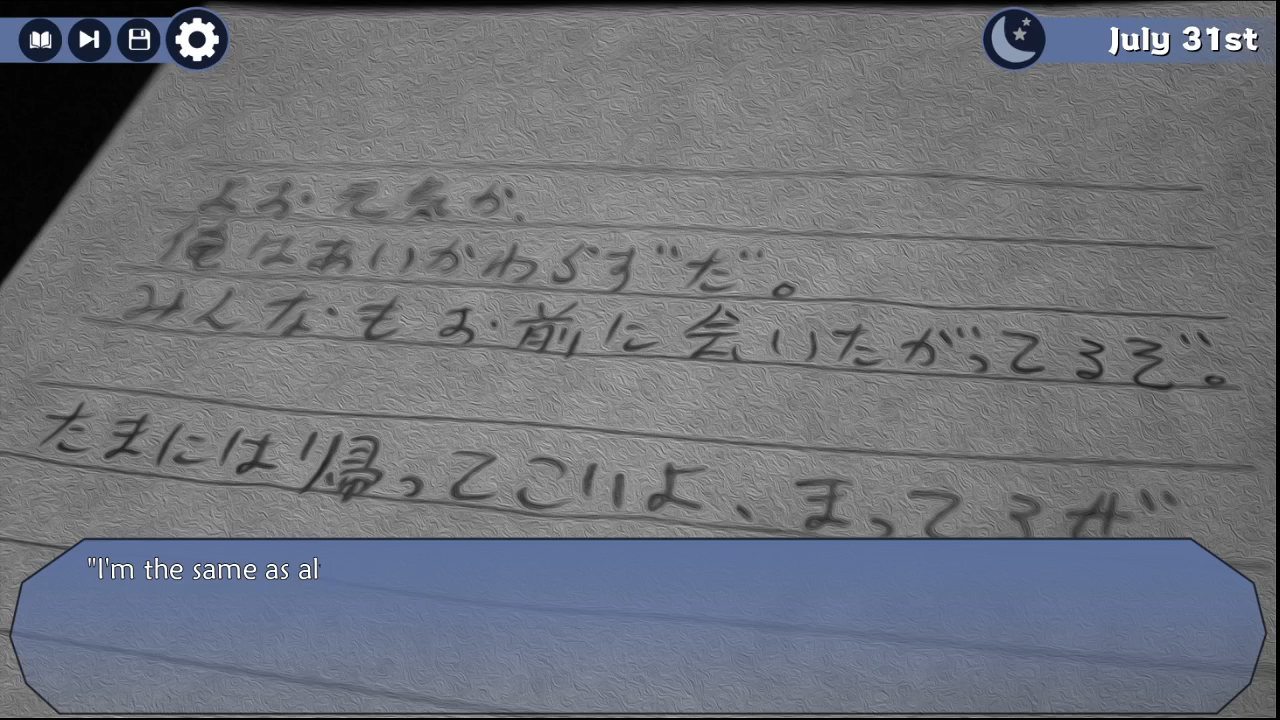 July 31st
よお元気か、
俺はあいかわらずだ。
みんなもお前に会いたがってるぞ。
たまには帰ってこいよ、まってるぜ
"I'm the same as al